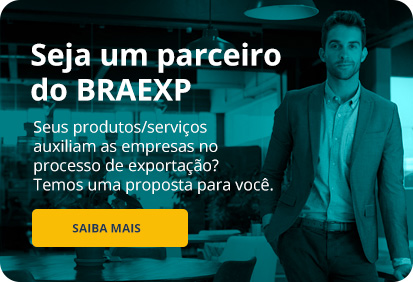 Seja um parceiro
do BRAEXP
Seus produtos/serviços
auxiliam as empresas no
processo de exportação?
Temos uma proposta para você.
SAIBA MAIS